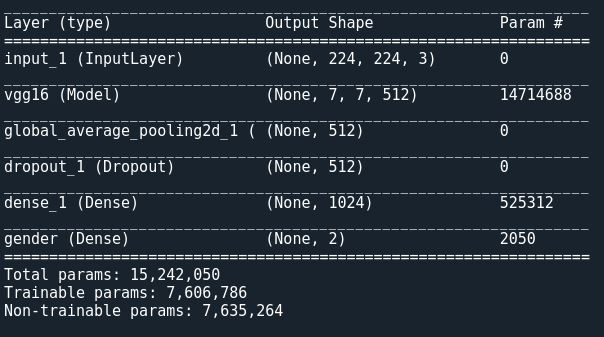 Layer (type) Output Shape Param #
input_1 (InputLayer) (None, 224, 224, 3) 0
vgg16 (Model) (None, 7, 7, 512) 14714688
global_average_pooling2d_1 ( (None, 512) 0
dropout_1 (Dropout) (None, 512) 0
dense_1 (Dense) (None, 1024) 525312
gender (Dense) (None, 2) 2050
Total params: 15,242,050
Trainable params: 7,606,786
Non-trainable params: 7,635,264